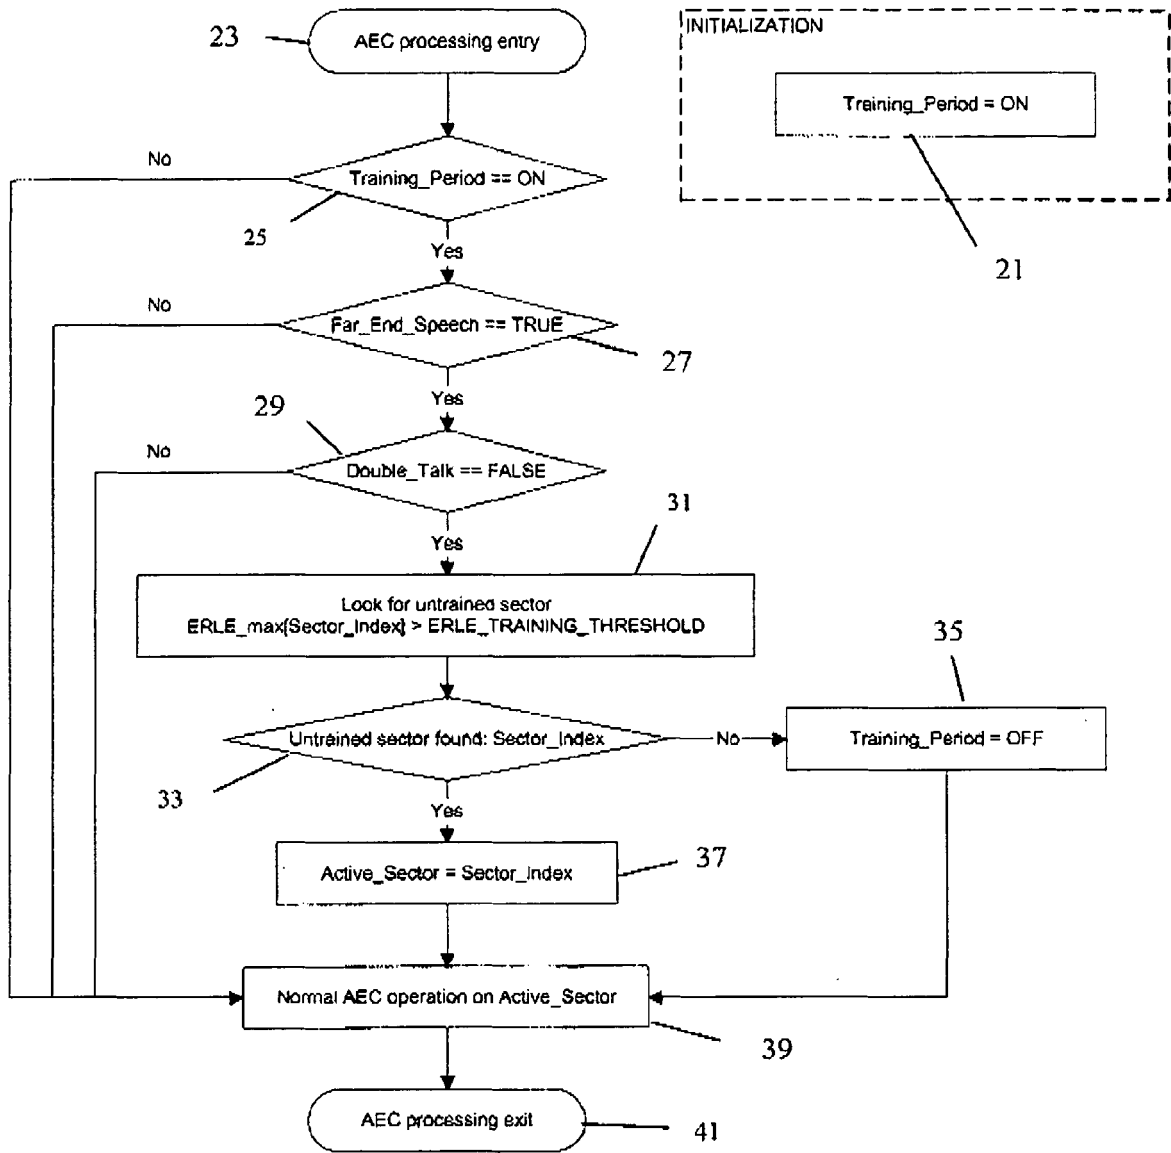 23
AEC processing entry
INITIALIZATION
Training_Period = ON
21
No
Training_Period == ON
25
Yes
No
Far_End_Speech == TRUE
27
Yes
29
No
Double_Talk == FALSE
31
Yes
Look for untrained sector
ERLE_max[Sector_Index] > ERLE_TRAINING_THRESHOLD
35
Untrained sector found: Sector_Index
No
Training_Period = OFF
33
Yes
Active_Sector = Sector_Index
37
Normal AEC operation on Active_Sector
39
AEC processing exit
41